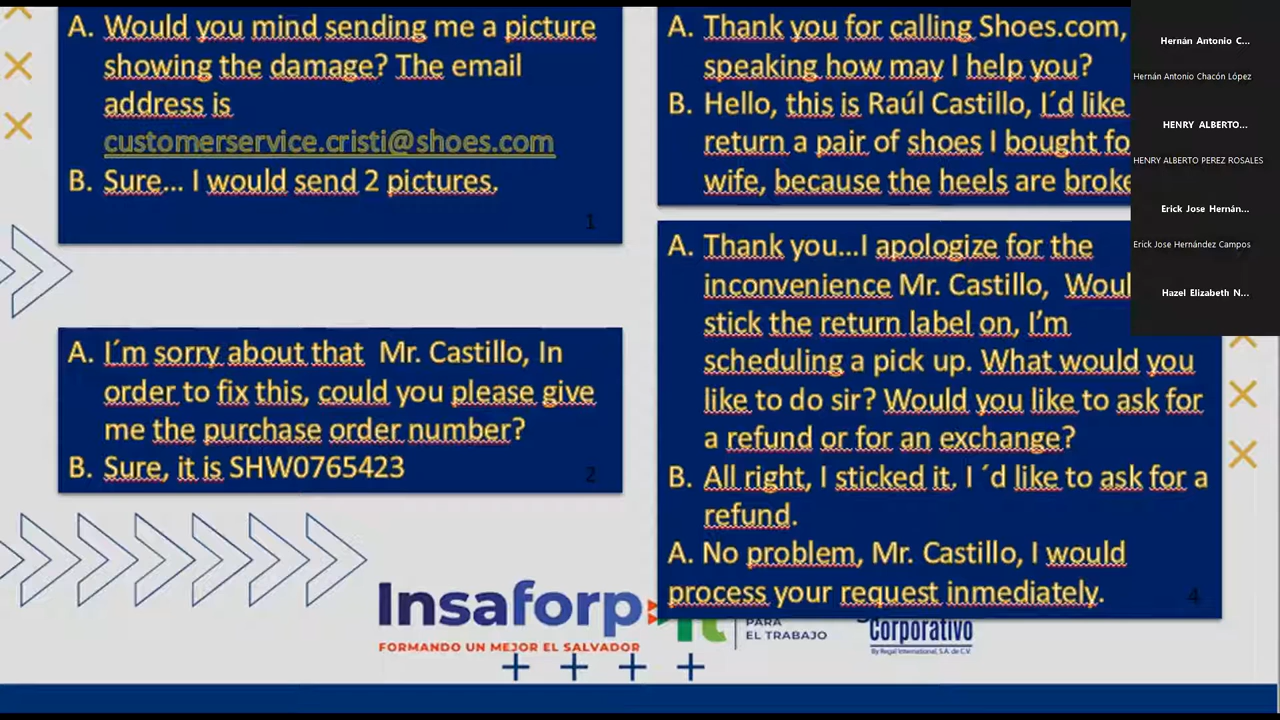 A. Would you mind sending me a picture
showing the damage? The email
address is
customerservice.cristi@shoes.com
B. Sure... I would send 2 pictures.
1
A. I´m sorry about that Mr. Castillo, In
order to fix this, could you please give
me the purchase order number?
B. Sure, it is SHW0765423
2
A. Thank you for calling Shoes.com,
speaking how may I help you?
B. Hello, this is Raúl Castillo, I´d like
return a pair of shoes I bought
wife, because the heels are
A. Thank you...I apologize for the
inconvenience Mr. Castillo,
stick the return label on, I’m
scheduling a pick up. What would you
like to do sir? Would you like to ask for
a refund or for an exchange?
B. All right, I sticked it. I ´d like to ask for a
refund.
A. No problem, Mr. Castillo, I would
process your request inmediately.
4
Hernán Antonio C...
Hernán Antonio Chacón López
HENRY ALBERTO...
HENRY ALBERTO PEREZ ROSALES
Erick Jose Hernán...
Erick Jose Hernández Campos
Hazel Elizabeth N...
Insaforp
FORMANDO UN MEJOR EL SALVADOR
PARA
EL TRABAJO
Corporativo
By Regal International, S.A. de C.V.